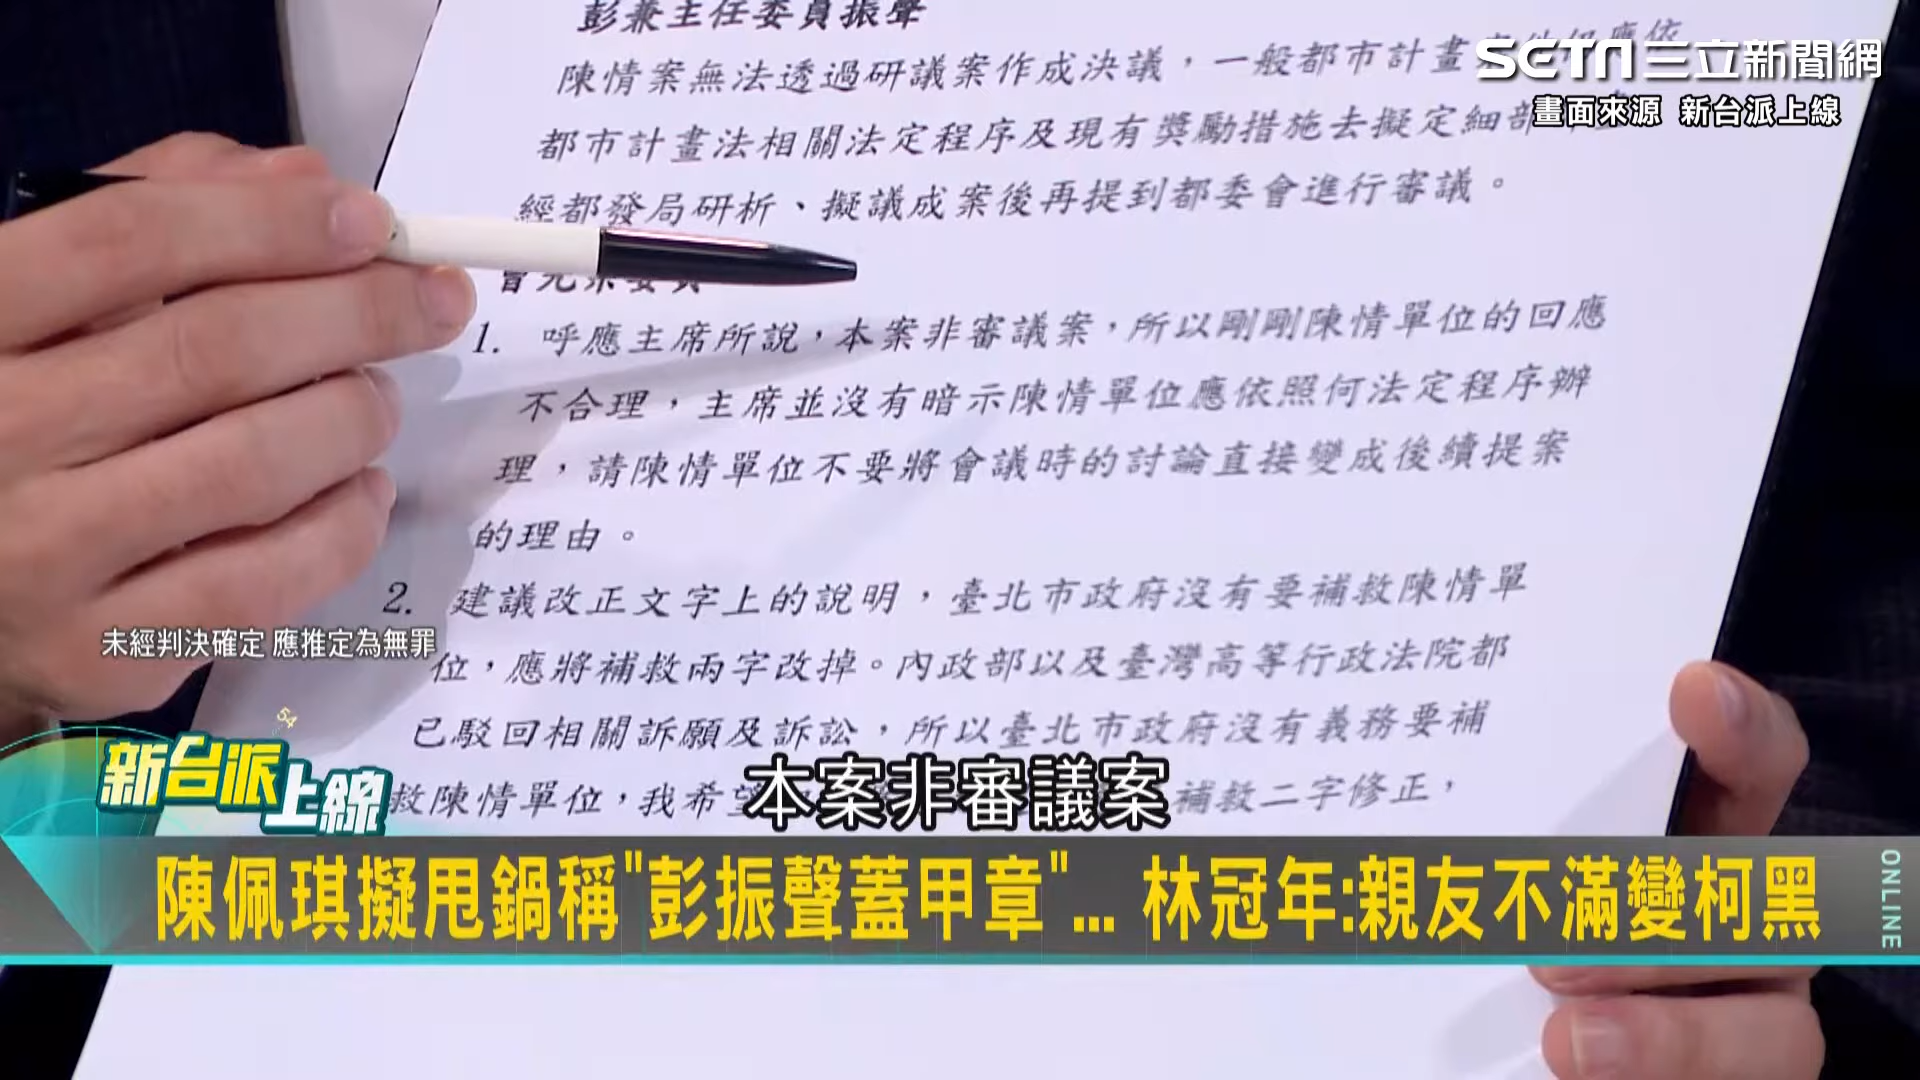 SETN三立新聞網
畫面來源 新台派上線
彭兼主任委員振聲
陳情案無法透過研議案作成決議，一般都市計畫
都市計畫法相關法定程序及現有獎勵措施去擬定細部
經都發局研析、擬議成案後再提到都委會進行審議。
1. 呼應主席所說，本案非審議案，所以剛剛陳情單位的回應
不合理，主席並沒有暗示陳情單位應依照何法定程序辦
理，請陳情單位不要將會議時的討論直接變成後續提案
的理由。
2. 建議改正文字上的說明，臺北市政府沒有要補救陳情單
位，應將補救兩字改掉。內政部以及臺灣高等行政法院都
已駁回相關訴願及訴訟，所以臺北市政府沒有義務要補
救陳情單位，我希望 補救二字修正，
未經判決確定 應推定為無罪
54
新台派上線
本案非審議案
陳佩琪擬甩鍋稱"彭振聲蓋甲章"... 林冠年:親友不滿變柯黑
ONLINE